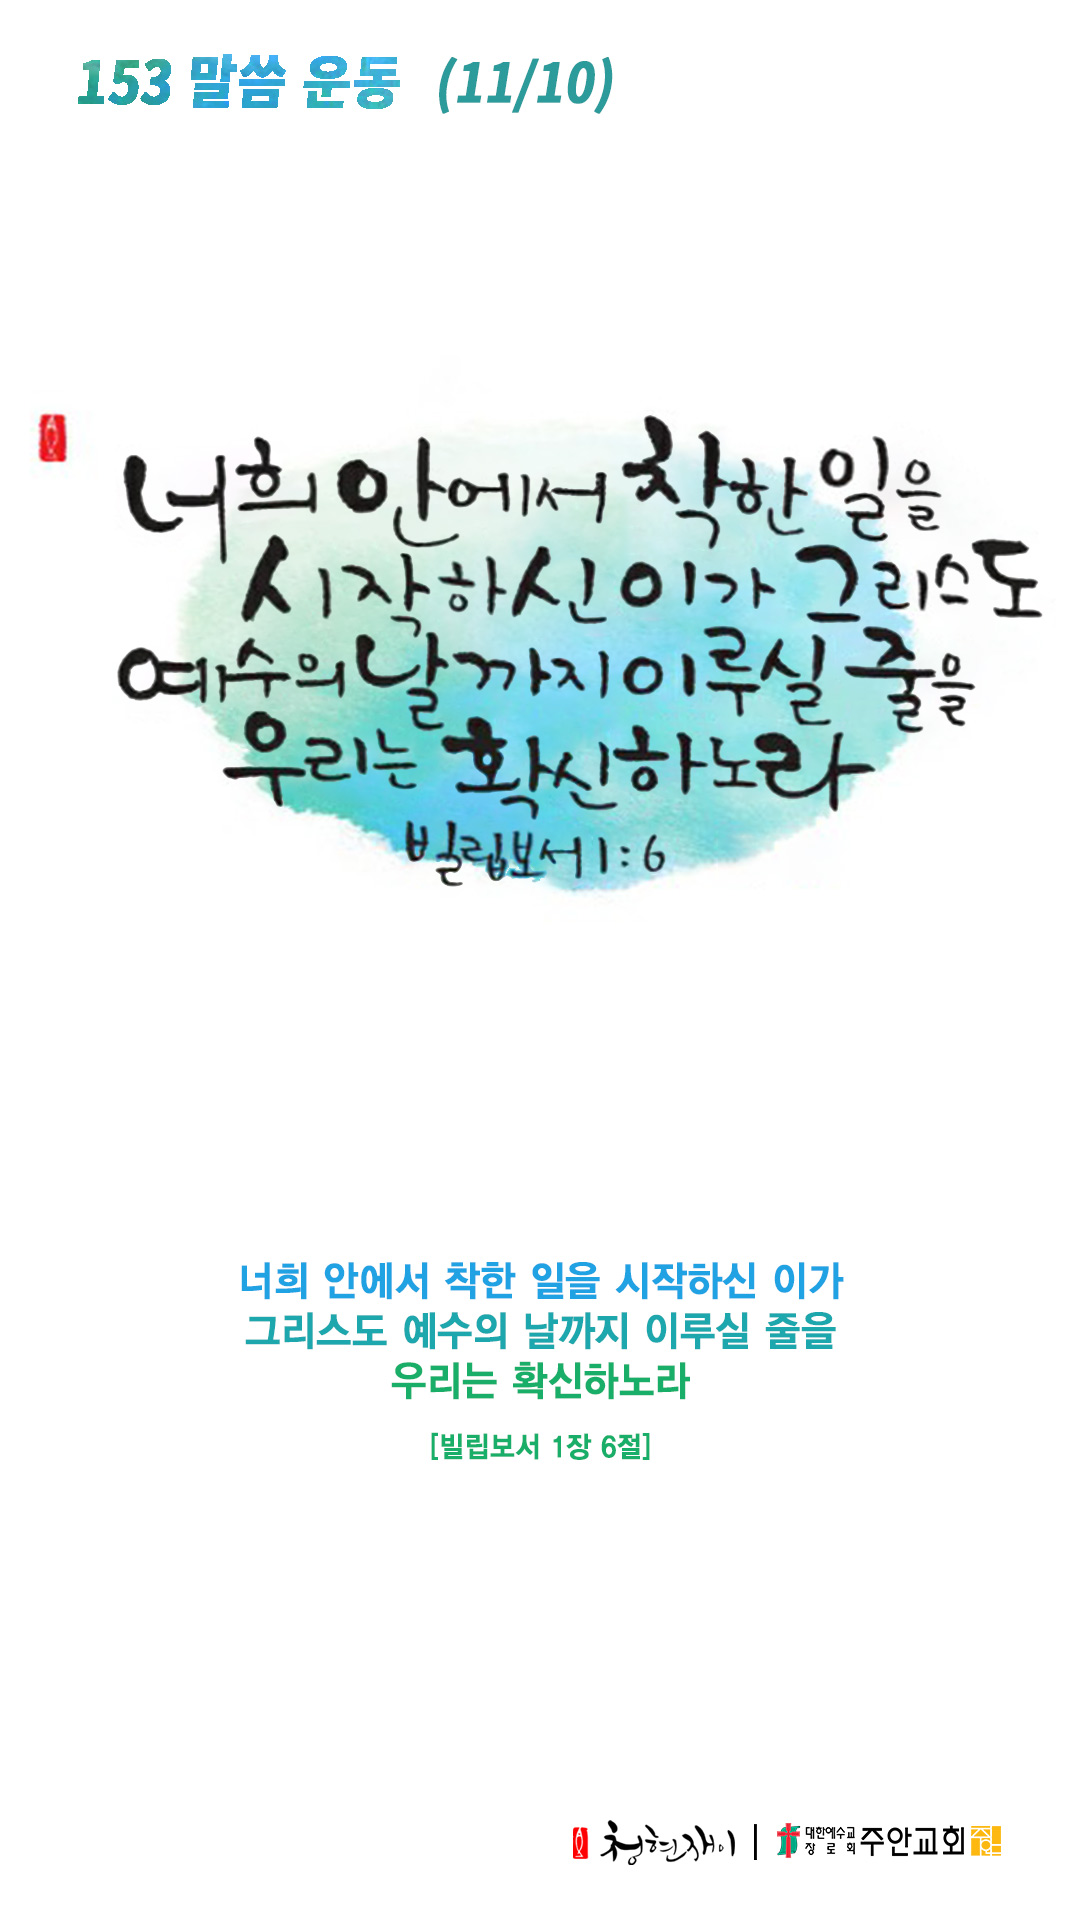 153 말씀 운동 (11/10)
너희 안에서 착한 일을
시작하신 이가 그리스도
예수의 날까지 이루실 줄을
우리는 확신하노라
빌립보서 1:6
너희 안에서 착한 일을 시작하신 이가
그리스도 예수의 날까지 이루실 줄을
우리는 확신하노라
[빌립보서 1장 6절]
청현재이 | 대한예수교 장로회 주안교회 주안